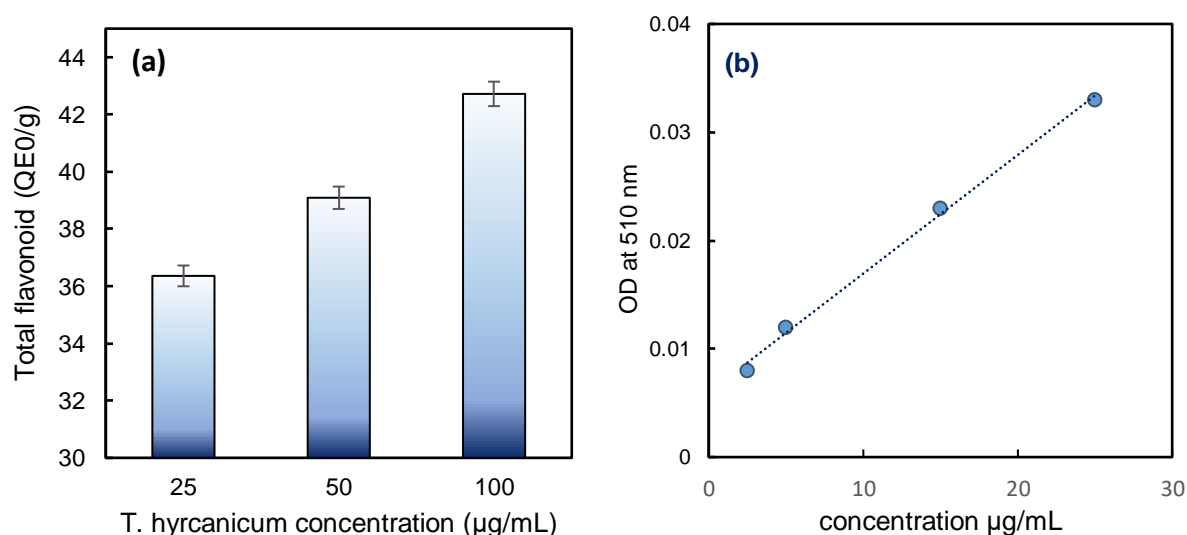 (a)
Total flavonoid (QE0/g)
44
42
40
38
36
34
32
30
25 50 100
T. hyrcanicum concentration (µg/mL)
(b)
OD at 510 nm
0.04
0.03
0.02
0.01
0
0 10 20 30
concentration µg/mL